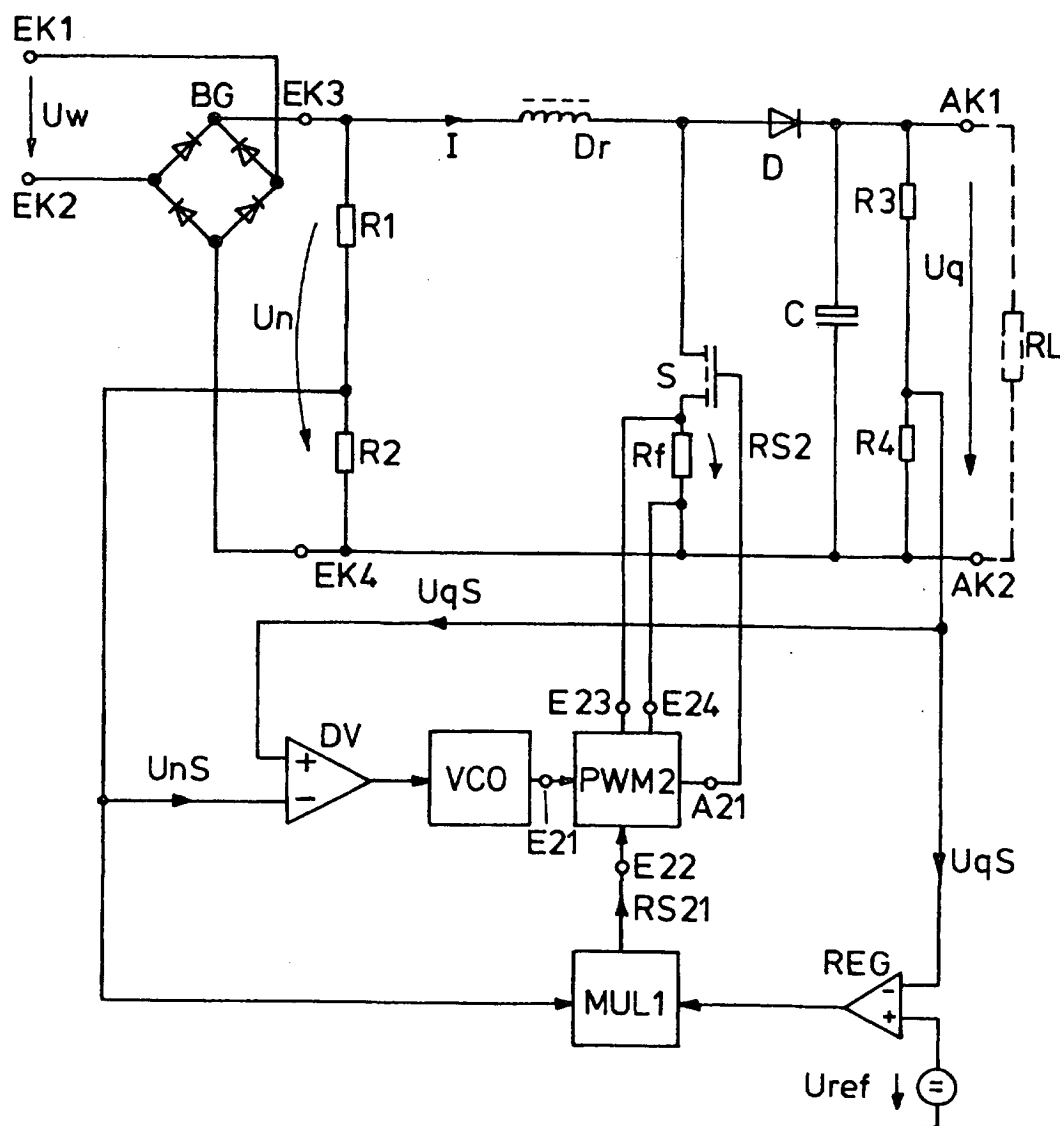 EK1
BG
EK3
AK1
Uw
I
Dr
D
EK2
R1
R3
Uq
Un
C
S
RL
R2
Rf
RS2
R4
EK4
AK2
UqS
E23
E24
DV
+
-
UnS
VCO
PWM2
A21
E21
E22
UqS
RS21
REG
-
+
MUL1
Uref
=